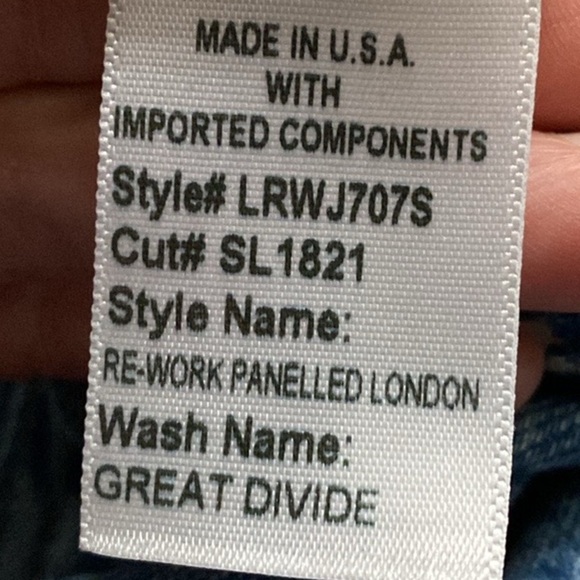 MADE IN U.S.A.
WITH
IMPORTED COMPONENTS
Style# LRWJ707S
Cut# SL1821
Style Name:
RE-WORK PANELLED LONDON
Wash Name:
GREAT DIVIDE